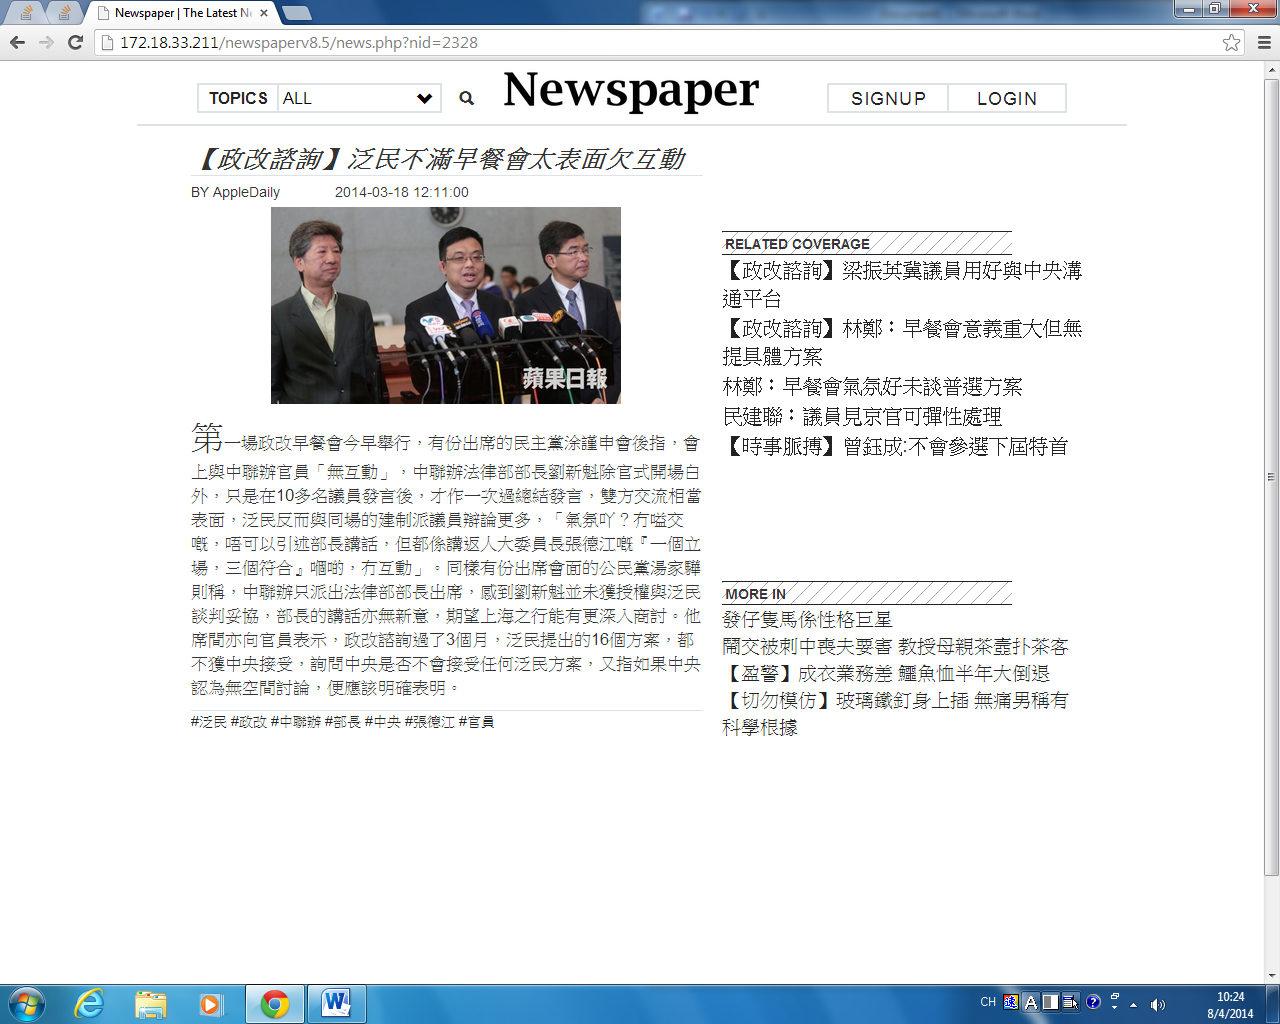 Newspaper | The Latest Ne
172.18.33.211/newspaperv8.5/news.php?nid=2328
TOPICS ALL
Newspaper
SIGNUP LOGIN
【政改諮詢】泛民不滿早餐會太表面欠互動
BY AppleDaily 2014-03-18 12:11:00
蘋果日報
第一場政改早餐會今早舉行，有份出席的民主黨涂謹申會後指，會
上與中聯辦官員「無互動」，中聯辦法律部部長劉新魁除官式開場白
外，只是在10多名議員發言後，才作一次過總結發言，雙方交流相當
表面，泛民反而與同場的建制派議員辯論更多，「氣氛吖？冇嗌交
嘅，唔可以引述部長講話，但都係講返人大委員長張德江嘅『一個立
場，三個符合』嗰啲，冇互動」。同樣有份出席會面的公民黨湯家驊
則稱，中聯辦只派出法律部部長出席，感到劉新魁並未獲授權與泛民
談判妥協，部長的講話亦無新意，期望上海之行能有更深入商討。他
席間亦向官員表示，政改諮詢過了3個月，泛民提出的16個方案，都
不獲中央接受，詢問中央是否不會接受任何泛民方案，又指如果中央
認為無空間討論，便應該明確表明。
#泛民 #政改 #中聯辦 #部長 #中央 #張德江 #官員
RELATED COVERAGE
【政改諮詢】梁振英冀議員用好與中央溝
通平台
【政改諮詢】林鄭：早餐會意義重大但無
提具體方案
林鄭：早餐會氣氛好未談普選方案
民建聯：議員見京官可彈性處理
【時事脈搏】曾鈺成:不會參選下屆特首
MORE IN
發仔隻馬係性格巨星
鬧交被刺中喪夫耍害 教授母親茶壼扑茶客
【盈警】成衣業務差 鱷魚恤半年大倒退
【切勿模仿】玻璃鐵釘身上插 無痛男稱有
科學根據
CH
10:24
8/4/2014